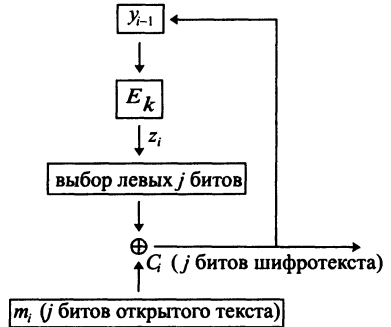 y_{i-1}
E_k
z_i
выбор левых j битов
⊕
C_i ( j битов шифротекста)
m_i (j битов открытого текста)